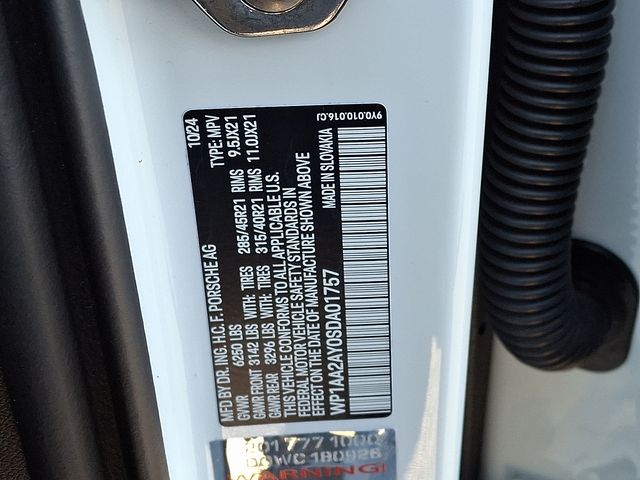 MFD BY DR. ING. H.C. F. PORSCHE AG 10/24
GVWR 6250 LBS TYPE: MPV
GAWR FRONT 3142 LBS WITH: TIRES 285/45R21 RIMS 9.5JX21
GAWR REAR 3296 LBS WITH: TIRES 315/40R21 RIMS 11.0JX21
THIS VEHICLE CONFORMS TO ALL APPLICABLE U.S.
FEDERAL MOTOR VEHICLE SAFETY STANDARDS IN
EFFECT ON THE DATE OF MANUFACTURE SHOWN ABOVE
WP1AA2AY0SDA01757 MADE IN SLOVAKIA
9Y0.010.016.CJ
WARNING!